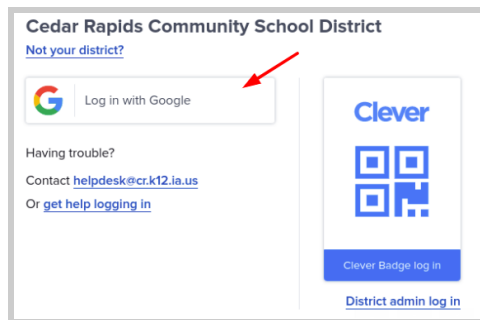 Cedar Rapids Community School District
Not your district?
Log in with Google
Having trouble?
Contact helpdesk@cr.k12.ia.us
Or get help logging in
Clever
Clever Badge log in
District admin log in